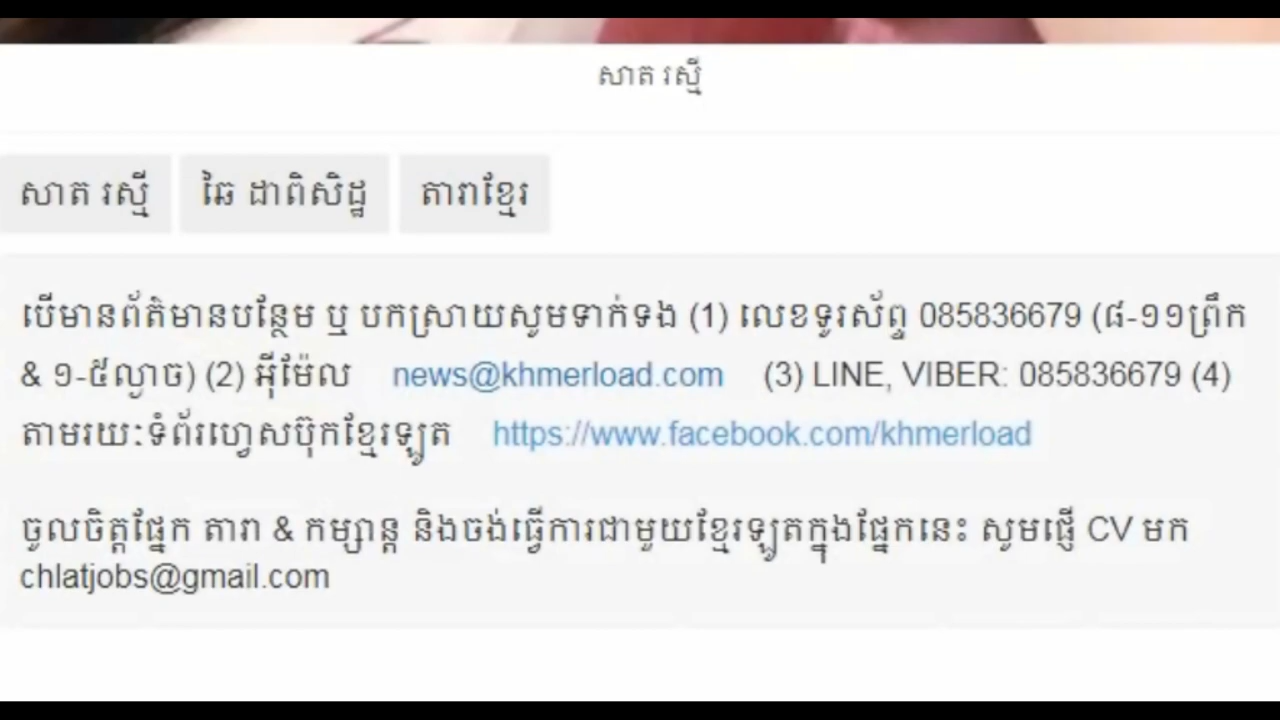 សាត រស្មី
សាត រស្មី
ឆៃ ដាពិសិដ្ឋ
តារាខ្មែរ
បើមានព័ត៌មានបន្ថែម ឬ បកស្រាយសូមទាក់ទង (1) លេខទូរស័ព្ទ 085836679 (៨-១១ព្រឹក
& ១-៥ល្ងាច) (2) អ៊ីម៉ែល news@khmerload.com (3) LINE, VIBER: 085836679 (4)
តាមរយៈទំព័រហ្វេសប៊ុកខ្មែរឡូត https://www.facebook.com/khmerload
ចូលចិត្តផ្នែក តារា & កម្សាន្ត និងចង់ធ្វើការជាមួយខ្មែរឡូតក្នុងផ្នែកនេះ សូមផ្ញើ CV មក
chlatjobs@gmail.com